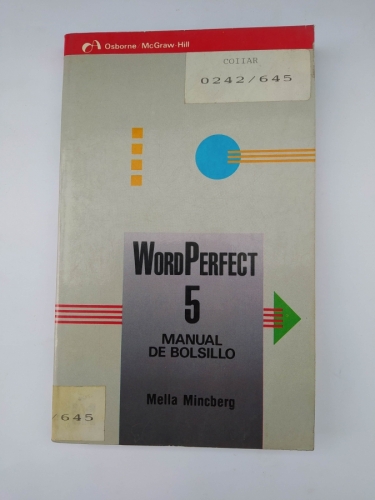 Osborne McGraw-Hill
COIIAR
0242/645
WORDPERFECT
5
MANUAL
DE BOLSILLO
Mella Mincberg
/645